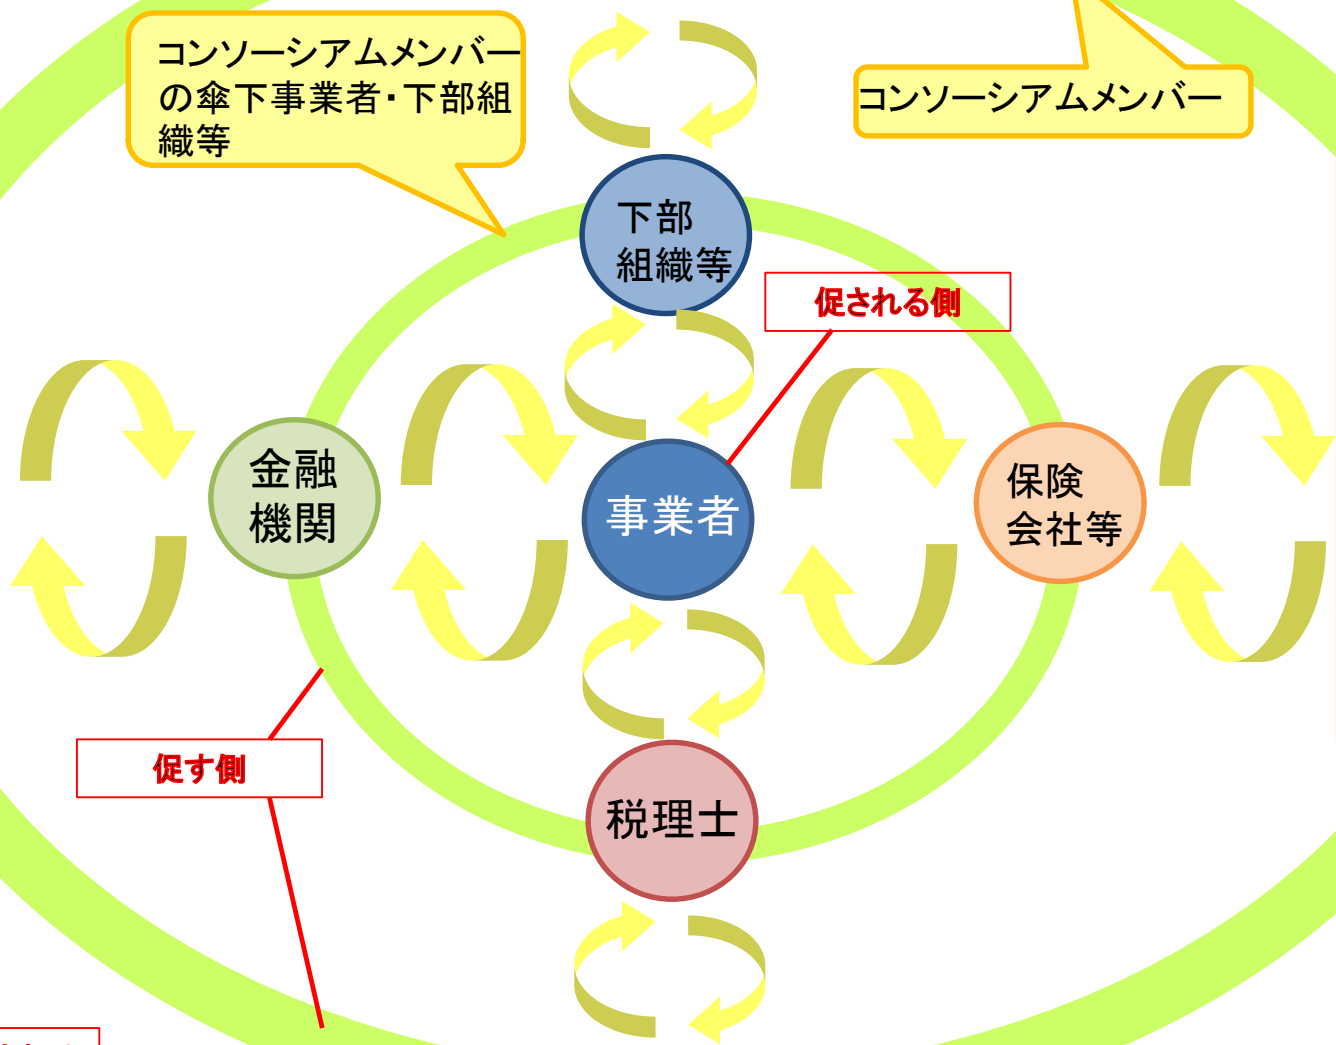 コンソーシアムメンバー
の傘下事業者・下部組
織等
コンソーシアムメンバー
下部
組織等
促される側
金融
機関
事業者
保険
会社等
促す側
税理士